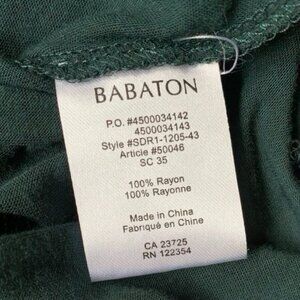 BABATON
P.O. #4500034142
4500034143
Style #SDR1-1205-43
Article #50046
SC 35
100% Rayon
100% Rayonne
Made in China
Fabriqué en Chine
CA 23725
RN 122354